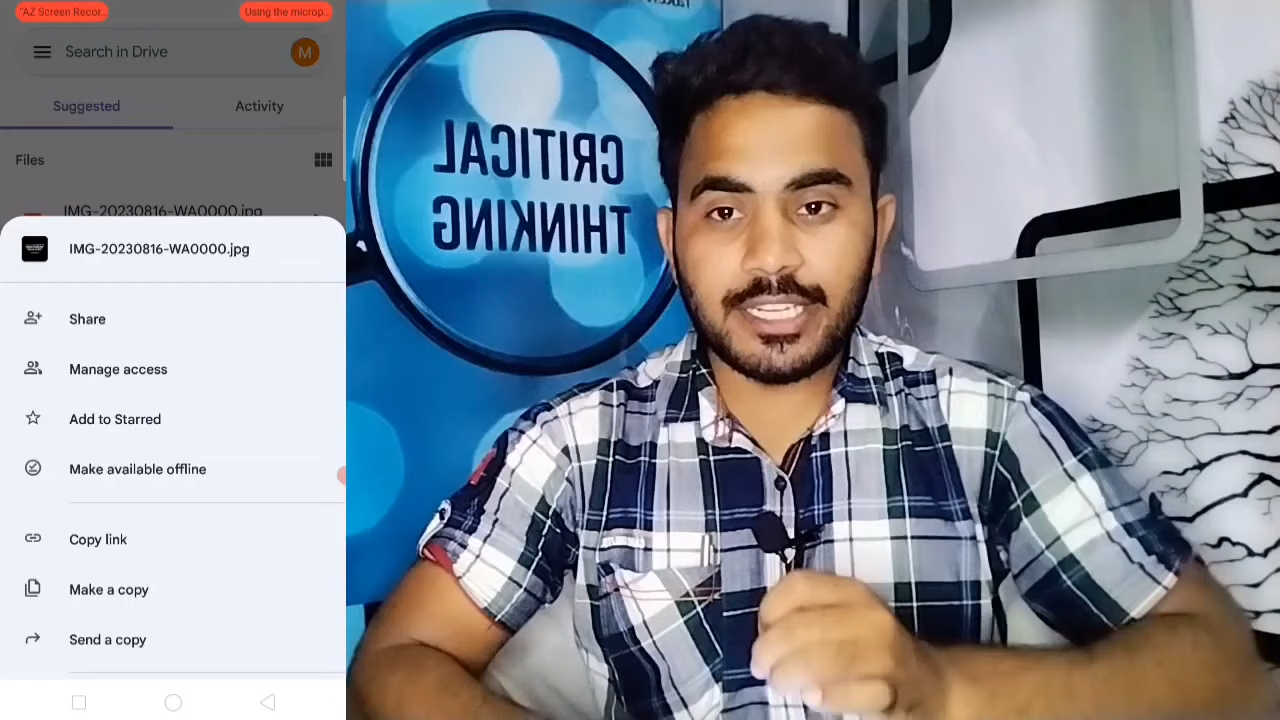 "AZ Screen Recor..
Using the microp..
Search in Drive
M
Suggested
Activity
Files
IMG-20230816-WA0000.jpg
IMG-20230816-WA0000.jpg
Share
Manage access
Add to Starred
Make available offline
Copy link
Make a copy
Send a copy
CRITICAL
THINKING